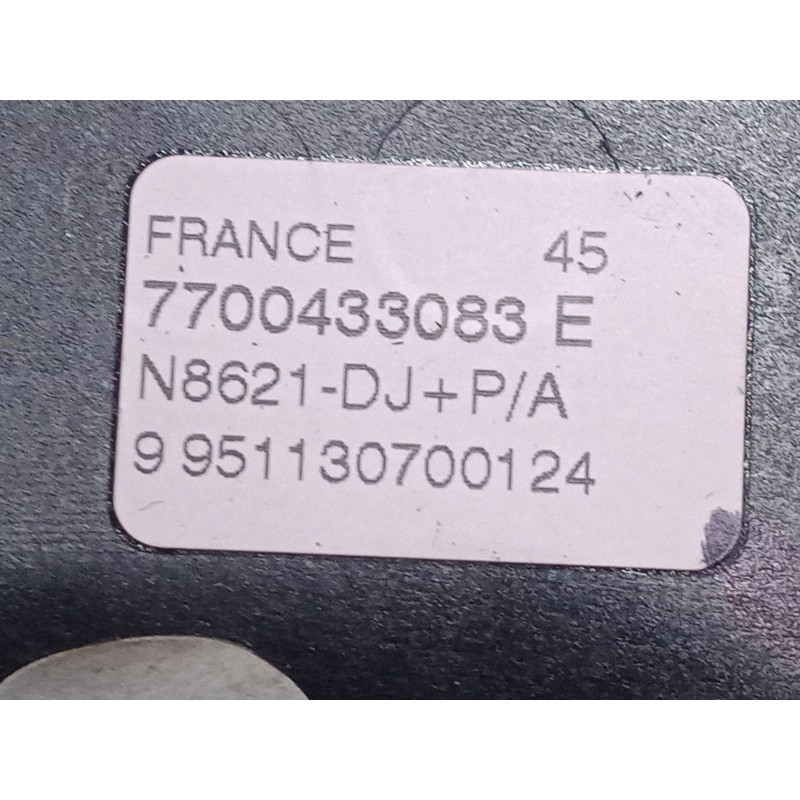 FRANCE 45
7700433083 E
N8621-DJ+P/A
9 951130700124